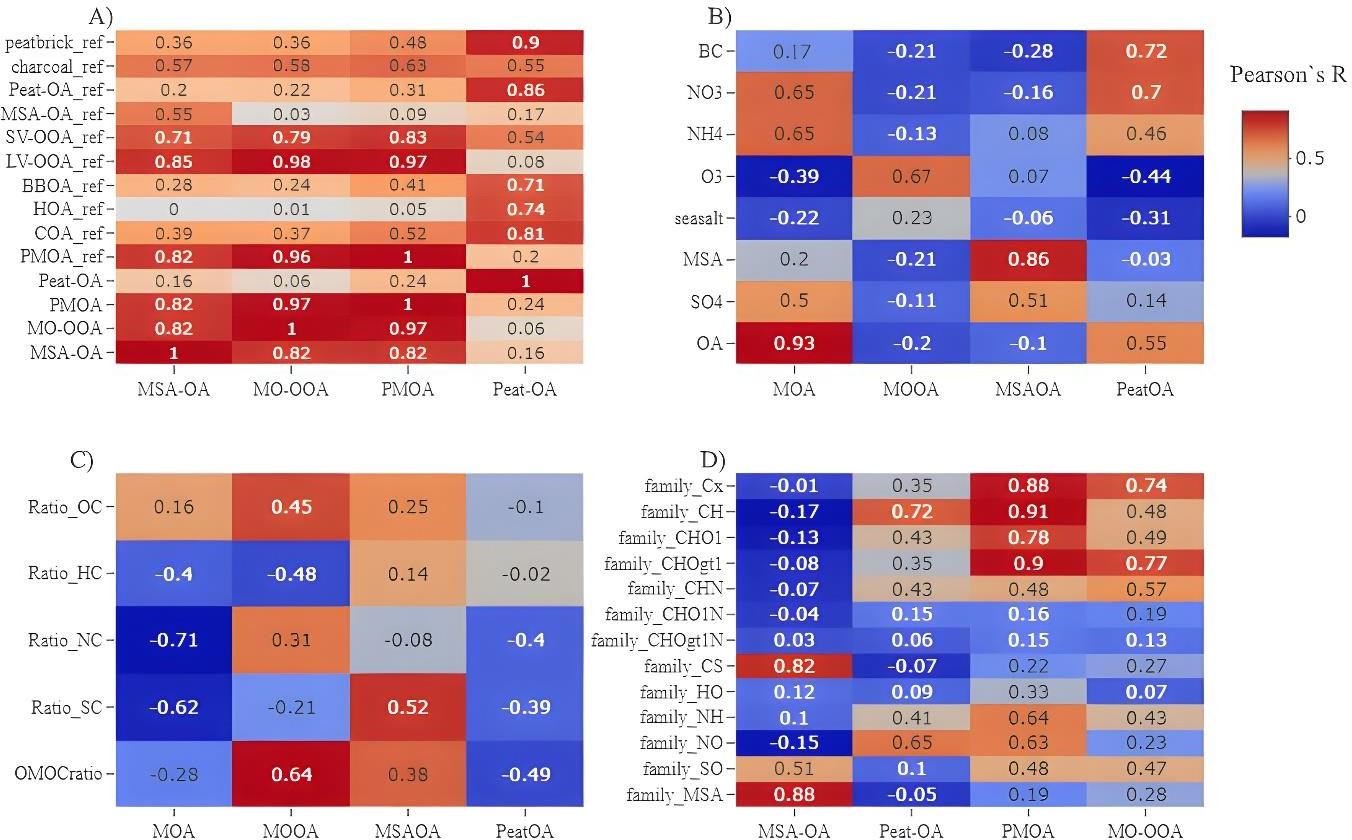 A)
peatbrick_ref 0.36 0.36 0.48 0.9
charcoal_ref 0.57 0.58 0.63 0.55
Peat-OA_ref 0.2 0.22 0.31 0.86
MSA-OA_ref 0.55 0.03 0.09 0.17
SV-OOA_ref 0.71 0.79 0.83 0.54
LV-OOA_ref 0.85 0.98 0.97 0.08
BBOA_ref 0.28 0.24 0.41 0.71
HOA_ref 0 0.01 0.05 0.74
COA_ref 0.39 0.37 0.52 0.81
PMOA_ref 0.82 0.96 1 0.2
Peat-OA 0.16 0.06 0.24 1
PMOA 0.82 0.97 1 0.24
MO-OOA 0.82 1 0.97 0.06
MSA-OA 1 0.82 0.82 0.16
MSA-OA MO-OOA PMOA Peat-OA
B)
BC 0.17 -0.21 -0.28 0.72
NO3 0.65 -0.21 -0.16 0.7
NH4 0.65 -0.13 0.08 0.46
O3 -0.39 0.67 0.07 -0.44
seasalt -0.22 0.23 -0.06 -0.31
MSA 0.2 -0.21 0.86 -0.03
SO4 0.5 -0.11 0.51 0.14
OA 0.93 -0.2 -0.1 0.55
MOA MOOA MSAOA PeatOA
Pearson`s R
0.5
0
C)
Ratio_OC 0.16 0.45 0.25 -0.1
Ratio_HC -0.4 -0.48 0.14 -0.02
Ratio_NC -0.71 0.31 -0.08 -0.4
Ratio_SC -0.62 -0.21 0.52 -0.39
OMOCratio -0.28 0.64 0.38 -0.49
MOA MOOA MSAOA PeatOA
D)
family_Cx -0.01 0.35 0.88 0.74
family_CH -0.17 0.72 0.91 0.48
family_CHO1 -0.13 0.43 0.78 0.49
family_CHOgt1 -0.08 0.35 0.9 0.77
family_CHN -0.07 0.43 0.48 0.57
family_CHO1N -0.04 0.15 0.16 0.19
family_CHOgt1N 0.03 0.06 0.15 0.13
family_CS 0.82 -0.07 0.22 0.27
family_HO 0.12 0.09 0.33 0.07
family_NH 0.1 0.41 0.64 0.43
family_NO -0.15 0.65 0.63 0.23
family_SO 0.51 0.1 0.48 0.47
family_MSA 0.88 -0.05 0.19 0.28
MSA-OA Peat-OA PMOA MO-OOA